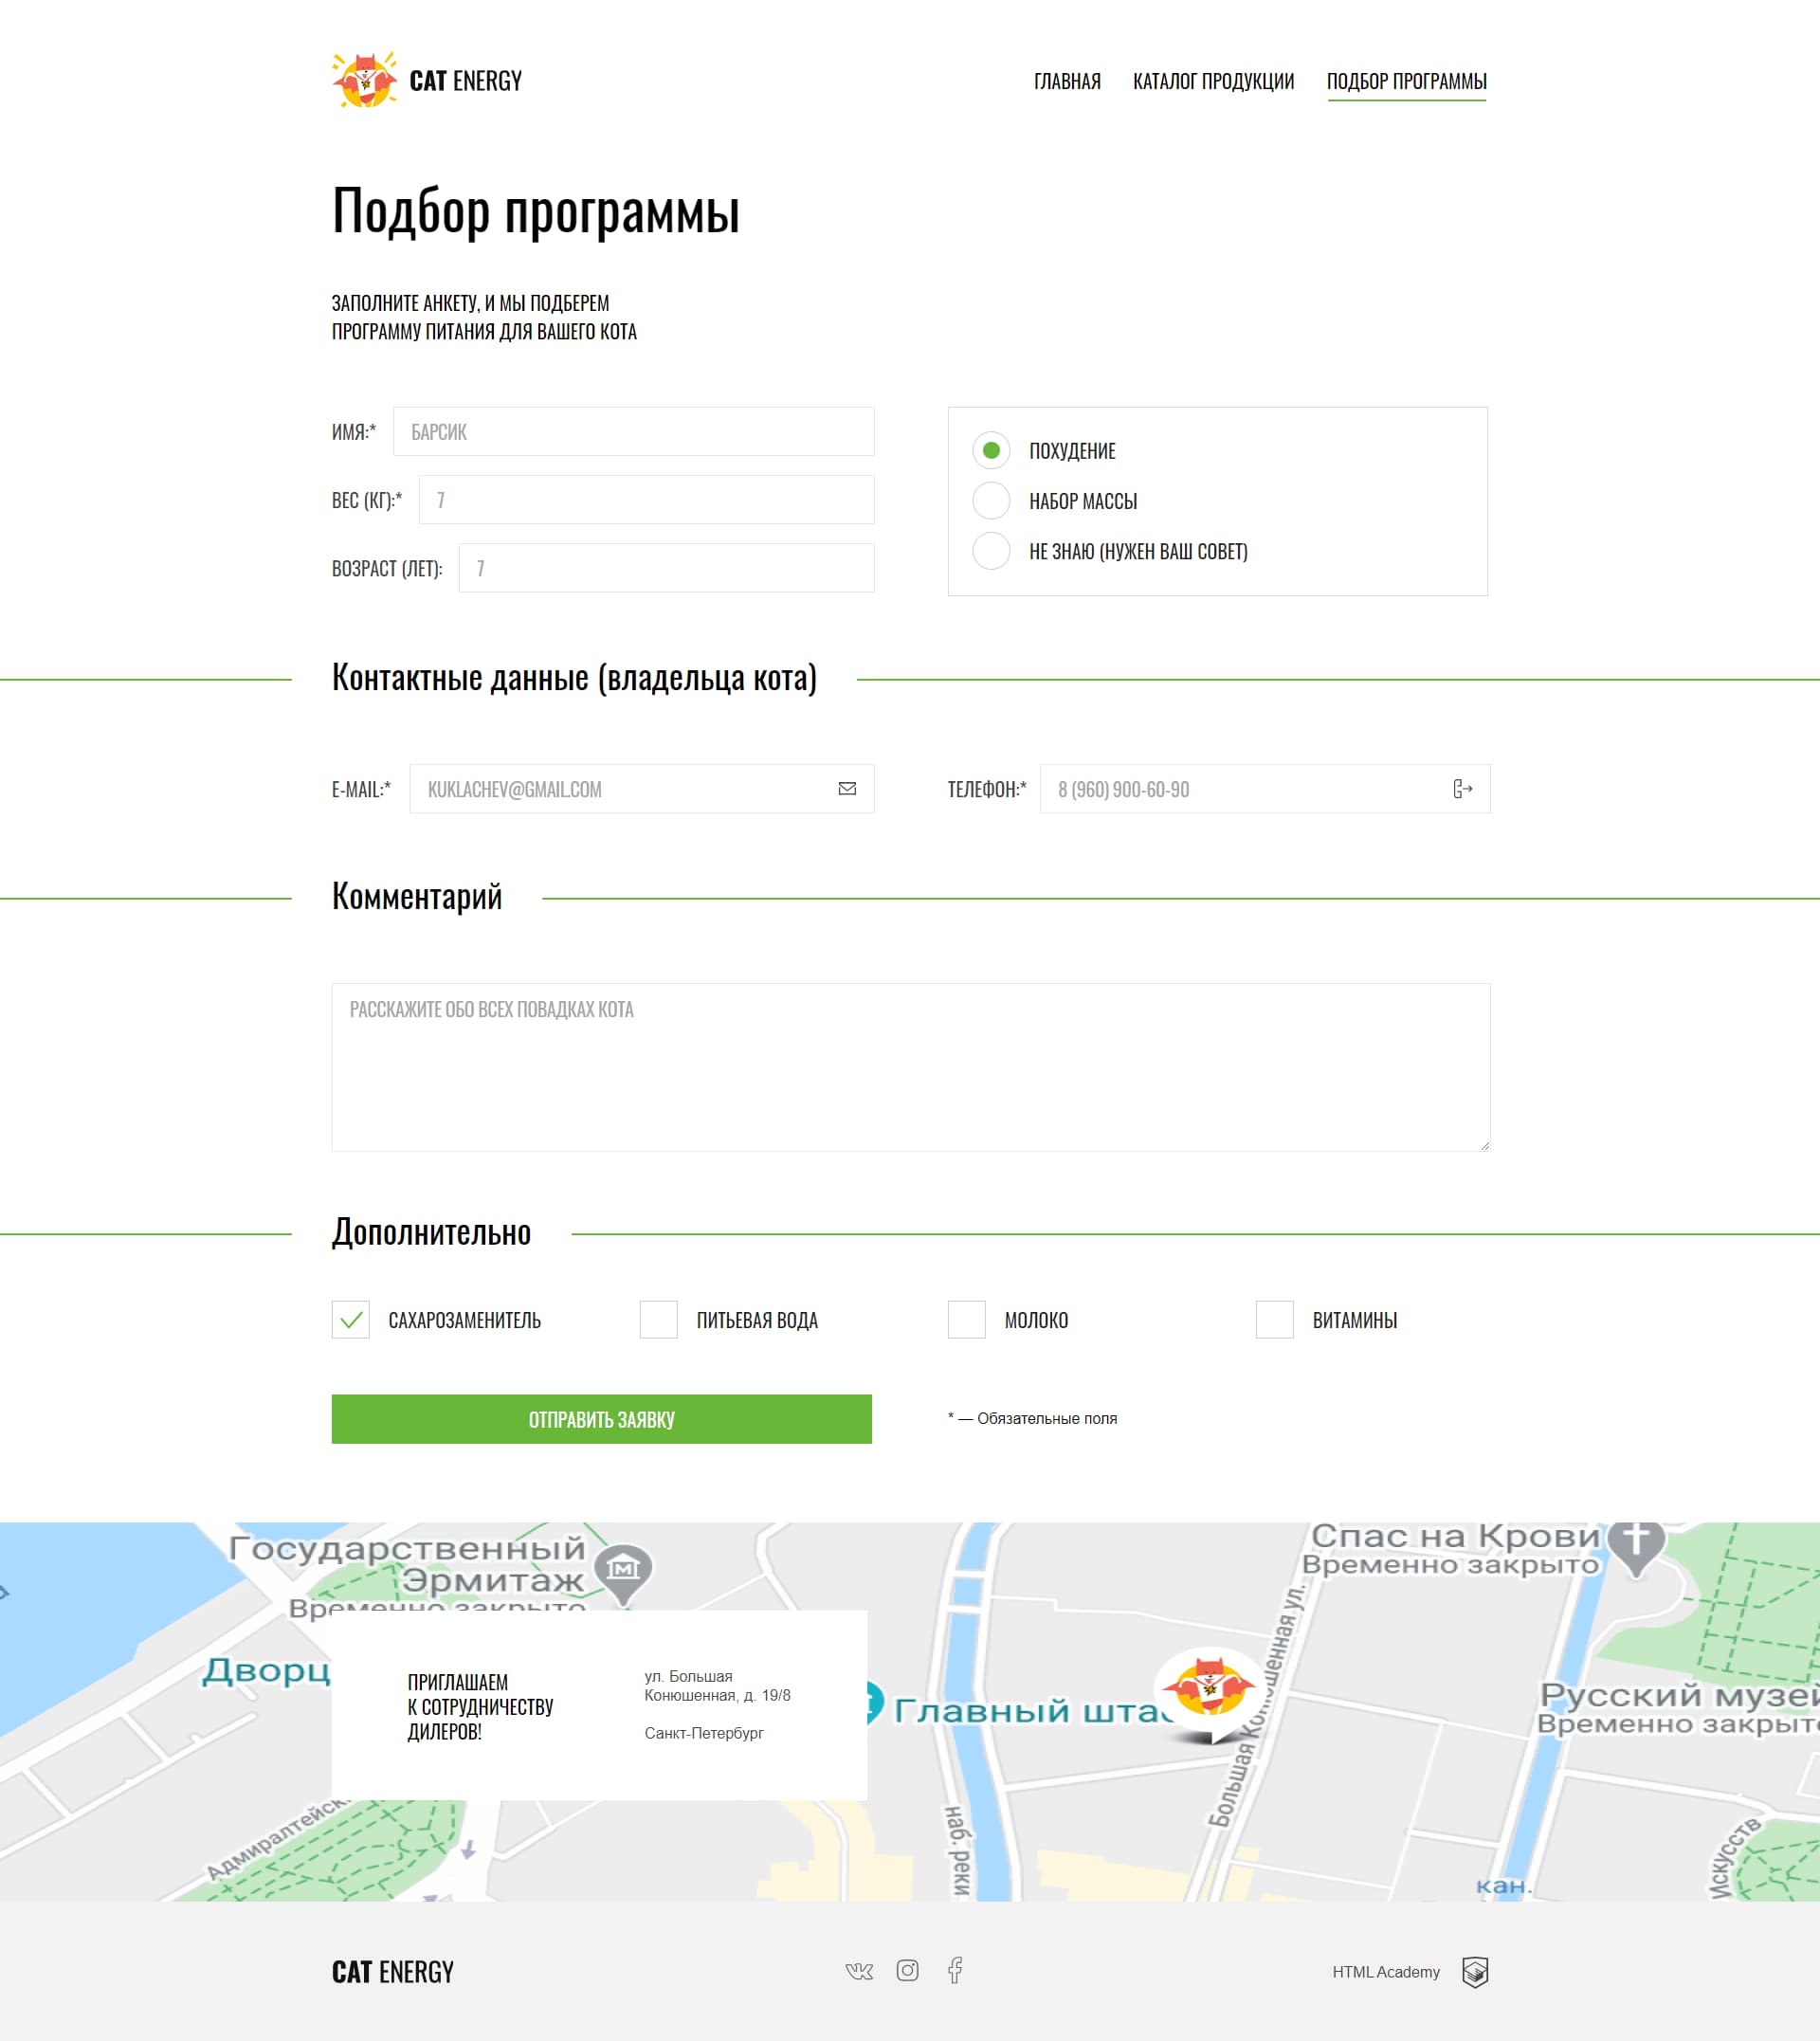 CAT ENERGY
ГЛАВНАЯ КАТАЛОГ ПРОДУКЦИИ ПОДБОР ПРОГРАММЫ
Подбор программы
ЗАПОЛНИТЕ АНКЕТУ, И МЫ ПОДБЕРЕМ
ПРОГРАММУ ПИТАНИЯ ДЛЯ ВАШЕГО КОТА
ИМЯ:* БАРСИК
ВЕС (КГ):* 7
ВОЗРАСТ (ЛЕТ): 7
ПОХУДЕНИЕ
НАБОР МАССЫ
НЕ ЗНАЮ (НУЖЕН ВАШ СОВЕТ)
Контактные данные (владельца кота)
E-MAIL:* KUKLACHEV@GMAIL.COM
ТЕЛЕФОН:* 8 (960) 900-60-90
Комментарий
РАССКАЖИТЕ ОБО ВСЕХ ПОВАДКАХ КОТА
Дополнительно
САХАРОЗАМЕНИТЕЛЬ ПИТЬЕВАЯ ВОДА МОЛОКО ВИТАМИНЫ
ОТПРАВИТЬ ЗАЯВКУ
* — Обязательные поля
Государственный
Эрмитаж
Временно закрыто
Спас на Крови
Временно закрыто
Дворц
ПРИГЛАШАЕМ
К СОТРУДНИЧЕСТВУ
ДИЛЕРОВ!
ул. Большая
Конюшенная, д. 19/8
Санкт-Петербург
Главный штаб
Большая Конюшенная ул.
Русский музей
Временно закрыто
Адмиралтейск
наб. реки
кан.
Искусств
CAT ENERGY
HTML Academy